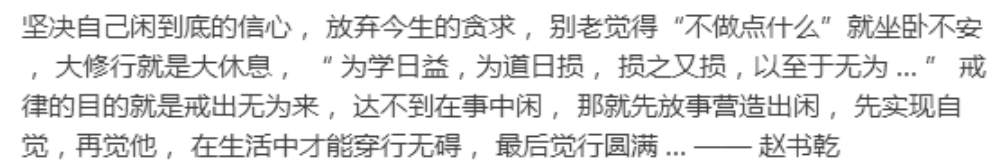 坚决自己闲到底的信心， 放弃今生的贪求， 别老觉得“不做点什么”就坐卧不安
， 大修行就是大休息， “ 为学日益，为道日损， 损之又损，以至于无为 ... ” 戒
律的目的就是戒出无为来， 达不到在事中闲， 那就先放事营造出闲， 先实现自
觉，再觉他， 在生活中才能穿行无碍， 最后觉行圆满 ... —— 赵书乾